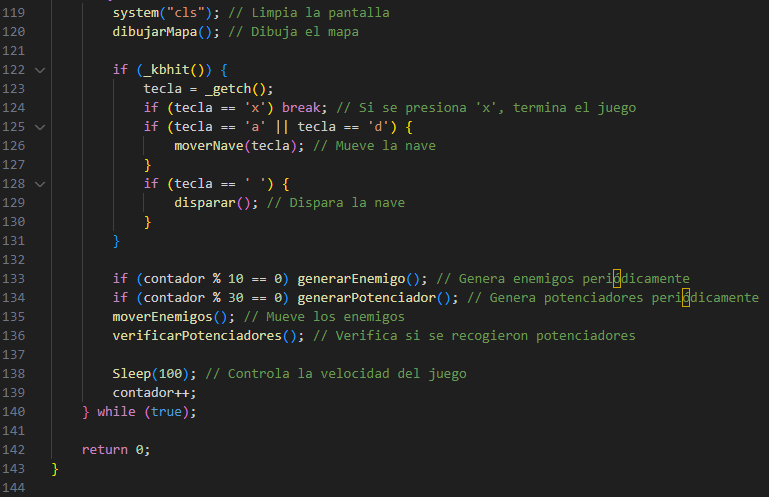 119 system("cls"); // Limpia la pantalla
120 dibujarMapa(); // Dibuja el mapa
121
122 if (_kbhit()) {
123 tecla = _getch();
124 if (tecla == 'x') break; // Si se presiona 'x', termina el juego
125 if (tecla == 'a' || tecla == 'd') {
126 moverNave(tecla); // Mueve la nave
127 }
128 if (tecla == ' ') {
129 disparar(); // Dispara la nave
130 }
131 }
132
133 if (contador % 10 == 0) generarEnemigo(); // Genera enemigos periódicamente
134 if (contador % 30 == 0) generarPotenciador(); // Genera potenciadores periódicamente
135 moverEnemigos(); // Mueve los enemigos
136 verificarPotenciadores(); // Verifica si se recogieron potenciadores
137
138 Sleep(100); // Controla la velocidad del juego
139 contador++;
140 } while (true);
141
142 return 0;
143 }
144